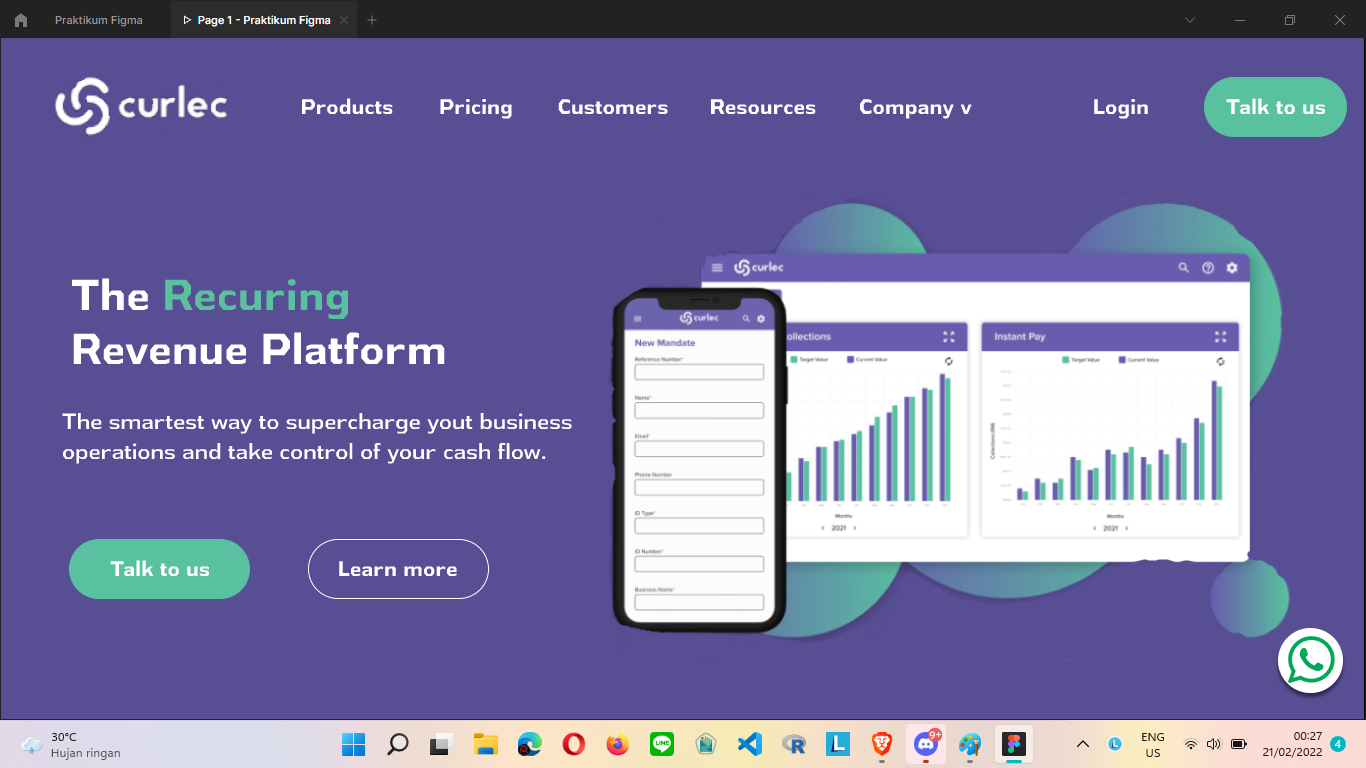 Praktikum Figma
Page 1 - Praktikum Figma
curlec
Products
Pricing
Customers
Resources
Company v
Login
Talk to us
The Recuring
Revenue Platform
The smartest way to supercharge yout business
operations and take control of your cash flow.
Talk to us
Learn more
curlec
New Mandate
Reference Number*
Name*
Email*
Phone Number
ID Type*
ID Number*
Business Name*
curlec
ollections
Target Value
Current Value
Months
2021
Instant Pay
Target Value
Current Value
Collections (RM)
Months
2021
30°C
Hujan ringan
LINE
9+
ENG
US
00:27
21/02/2022
4